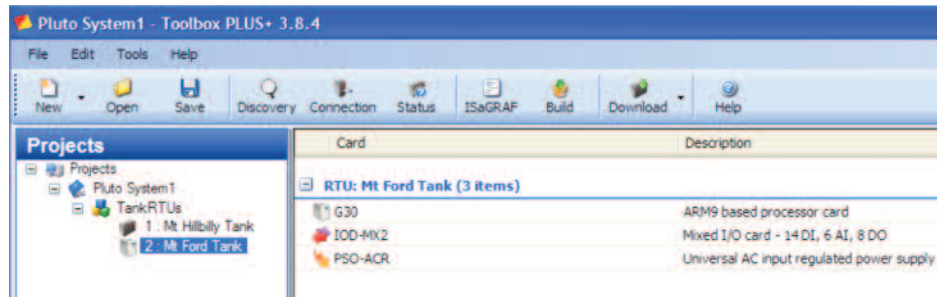 Pluto System1 - Toolbox PLUS+ 3.8.4
File Edit Tools Help
New Open Save Discovery Connection Status ISaGRAF Build Download Help
Projects
Card Description
Projects
Pluto System1
RTU: Mt Ford Tank (3 items)
TankRTUs
G30 ARM9 based processor card
1 : Mt Hillbilly Tank
IOD-MX2 Mixed I/O card - 14 DI, 6 AI, 8 DO
2 : Mt Ford Tank
PSO-ACR Universal AC input regulated power supply